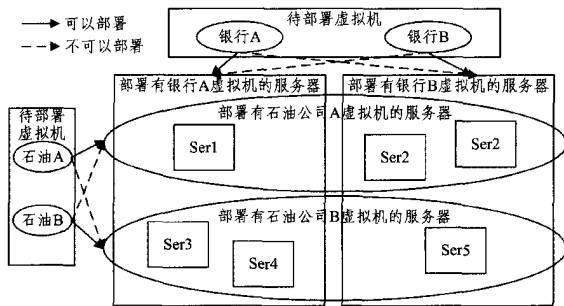 可以部署
不可以部署
待部署虚拟机
银行A
银行B
部署有银行A虚拟机的服务器
部署有银行B虚拟机的服务器
待部署
虚拟机
石油A
石油B
部署有石油公司A虚拟机的服务器
Ser1
Ser2
Ser2
部署有石油公司B虚拟机的服务器
Ser3
Ser4
Ser5